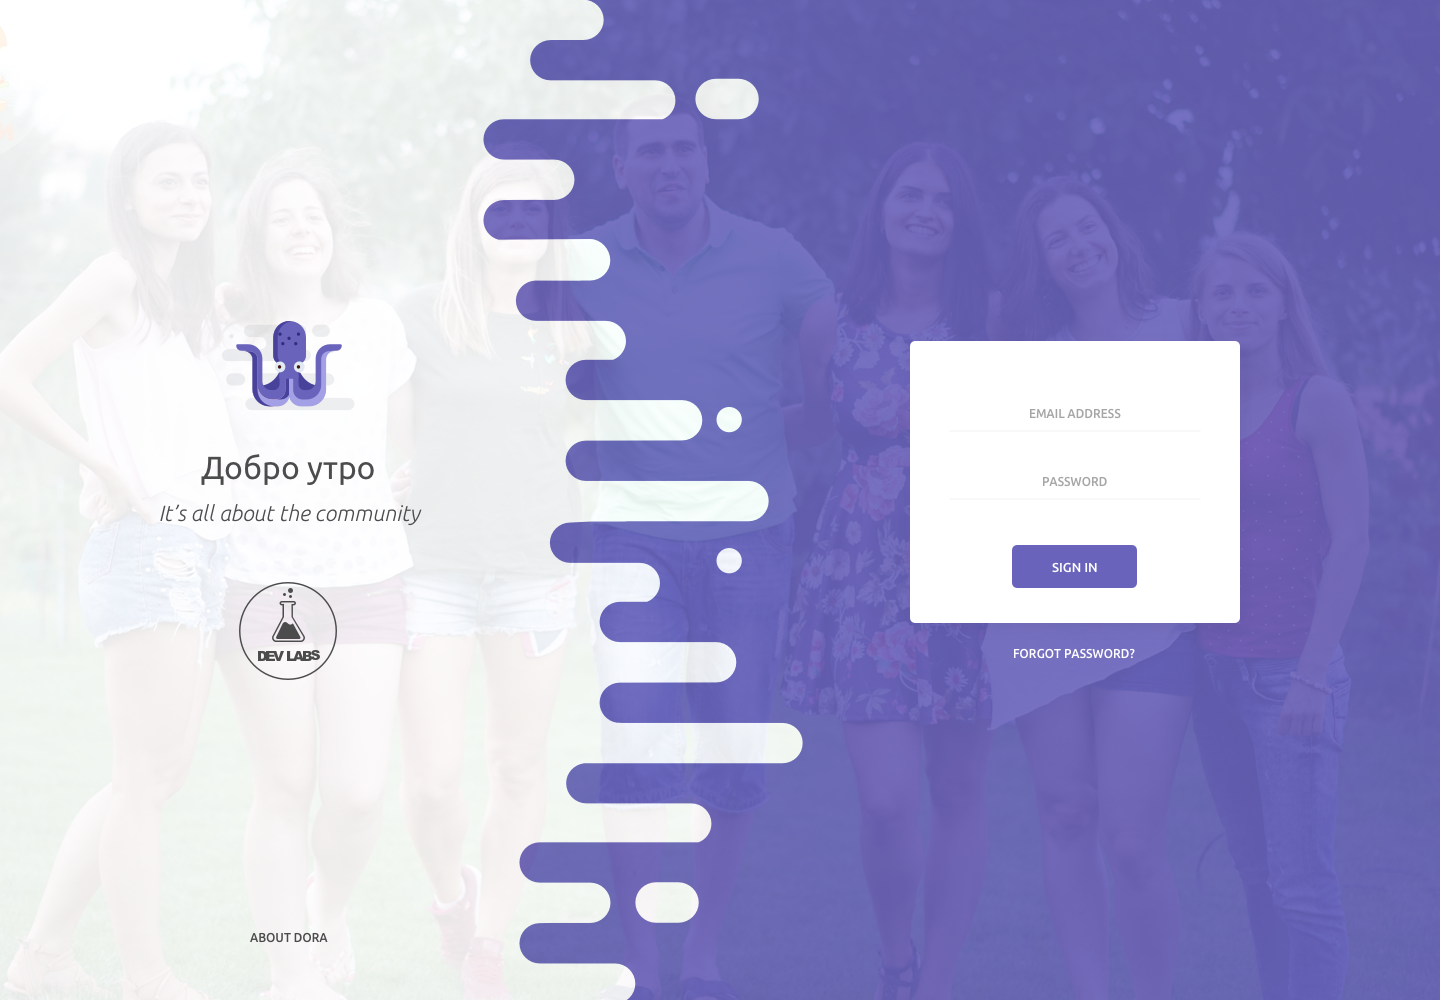 Добро утро
It's all about the community
DEV LABS
ABOUT DORA
EMAIL ADDRESS
PASSWORD
SIGN IN
FORGOT PASSWORD?